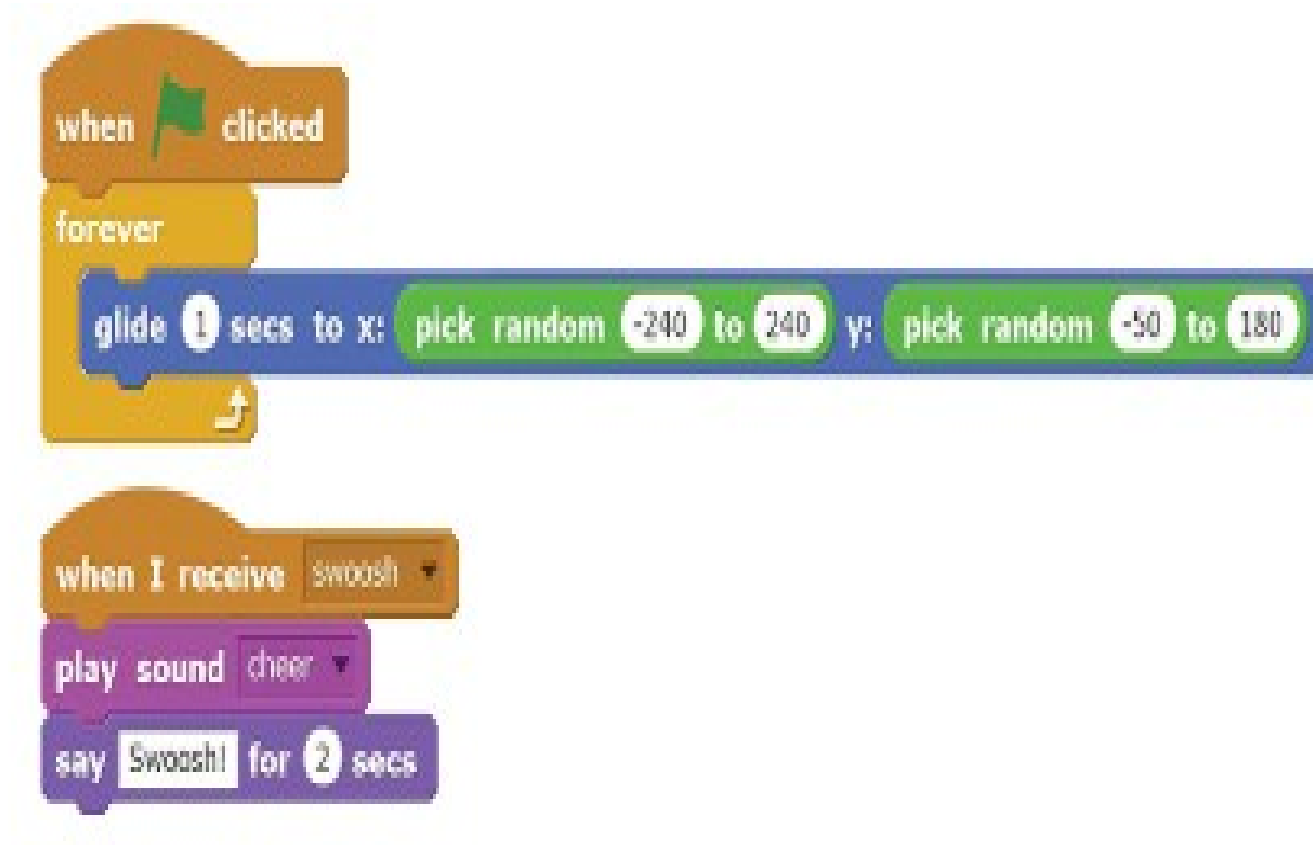 when clicked
forever
glide 1 secs to x: pick random -240 to 240 y: pick random -50 to 180
when I receive swoosh
play sound cheer
say Swoosh! for 2 secs